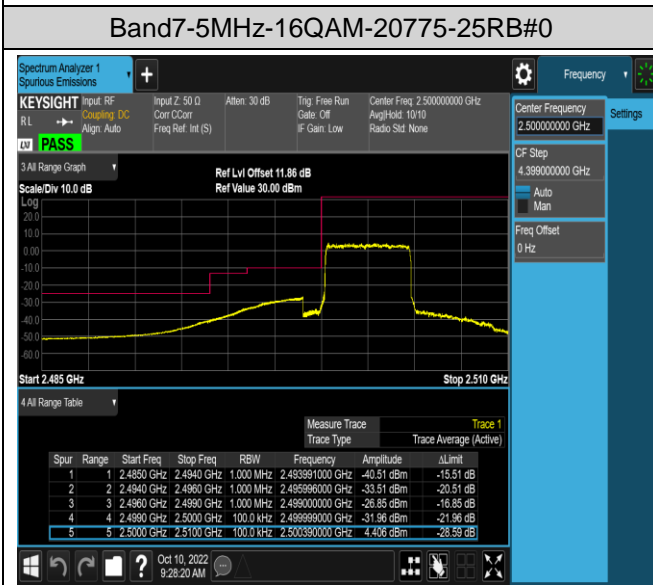 Band7-5MHz-16QAM-20775-25RB#0
Spectrum Analyzer 1
Spurious Emissions
+
Frequency
KEYSIGHT
Input: RF
Coupling: DC
Align: Auto
Input Z: 50 Ω
Corr CCorr
Freq Ref: Int (S)
Atten: 30 dB
Trig: Free Run
Gate: Off
IF Gain: Low
Center Freq: 2.500000000 GHz
Avg|Hold: 10/10
Radio Std: None
RL
LXI PASS
Center Frequency
2.500000000 GHz
Settings
CF Step
4.399000000 GHz
Auto
Man
Freq Offset
0 Hz
3 All Range Graph
Ref Lvl Offset 11.86 dB
Scale/Div 10.0 dB
Ref Value 30.00 dBm
Log
20.0
10.0
0.00
-10.0
-20.0
-30.0
-40.0
-50.0
-60.0
Start 2.485 GHz
Stop 2.510 GHz
4 All Range Table
Measure Trace Trace 1
Trace Type Trace Average (Active)
Spur Range Start Freq Stop Freq RBW Frequency Amplitude ΔLimit
1 1 2.4850 GHz 2.4940 GHz 1.000 MHz 2.493991000 GHz -40.51 dBm -15.51 dB
2 2 2.4940 GHz 2.4960 GHz 1.000 MHz 2.495996000 GHz -33.51 dBm -20.51 dB
3 3 2.4960 GHz 2.4990 GHz 1.000 MHz 2.499000000 GHz -26.85 dBm -16.85 dB
4 4 2.4990 GHz 2.5000 GHz 100.0 kHz 2.499999000 GHz -31.96 dBm -21.96 dB
5 5 2.5000 GHz 2.5100 GHz 100.0 kHz 2.500390000 GHz 4.406 dBm -28.59 dB
?
Oct 10, 2022
9:28:20 AM